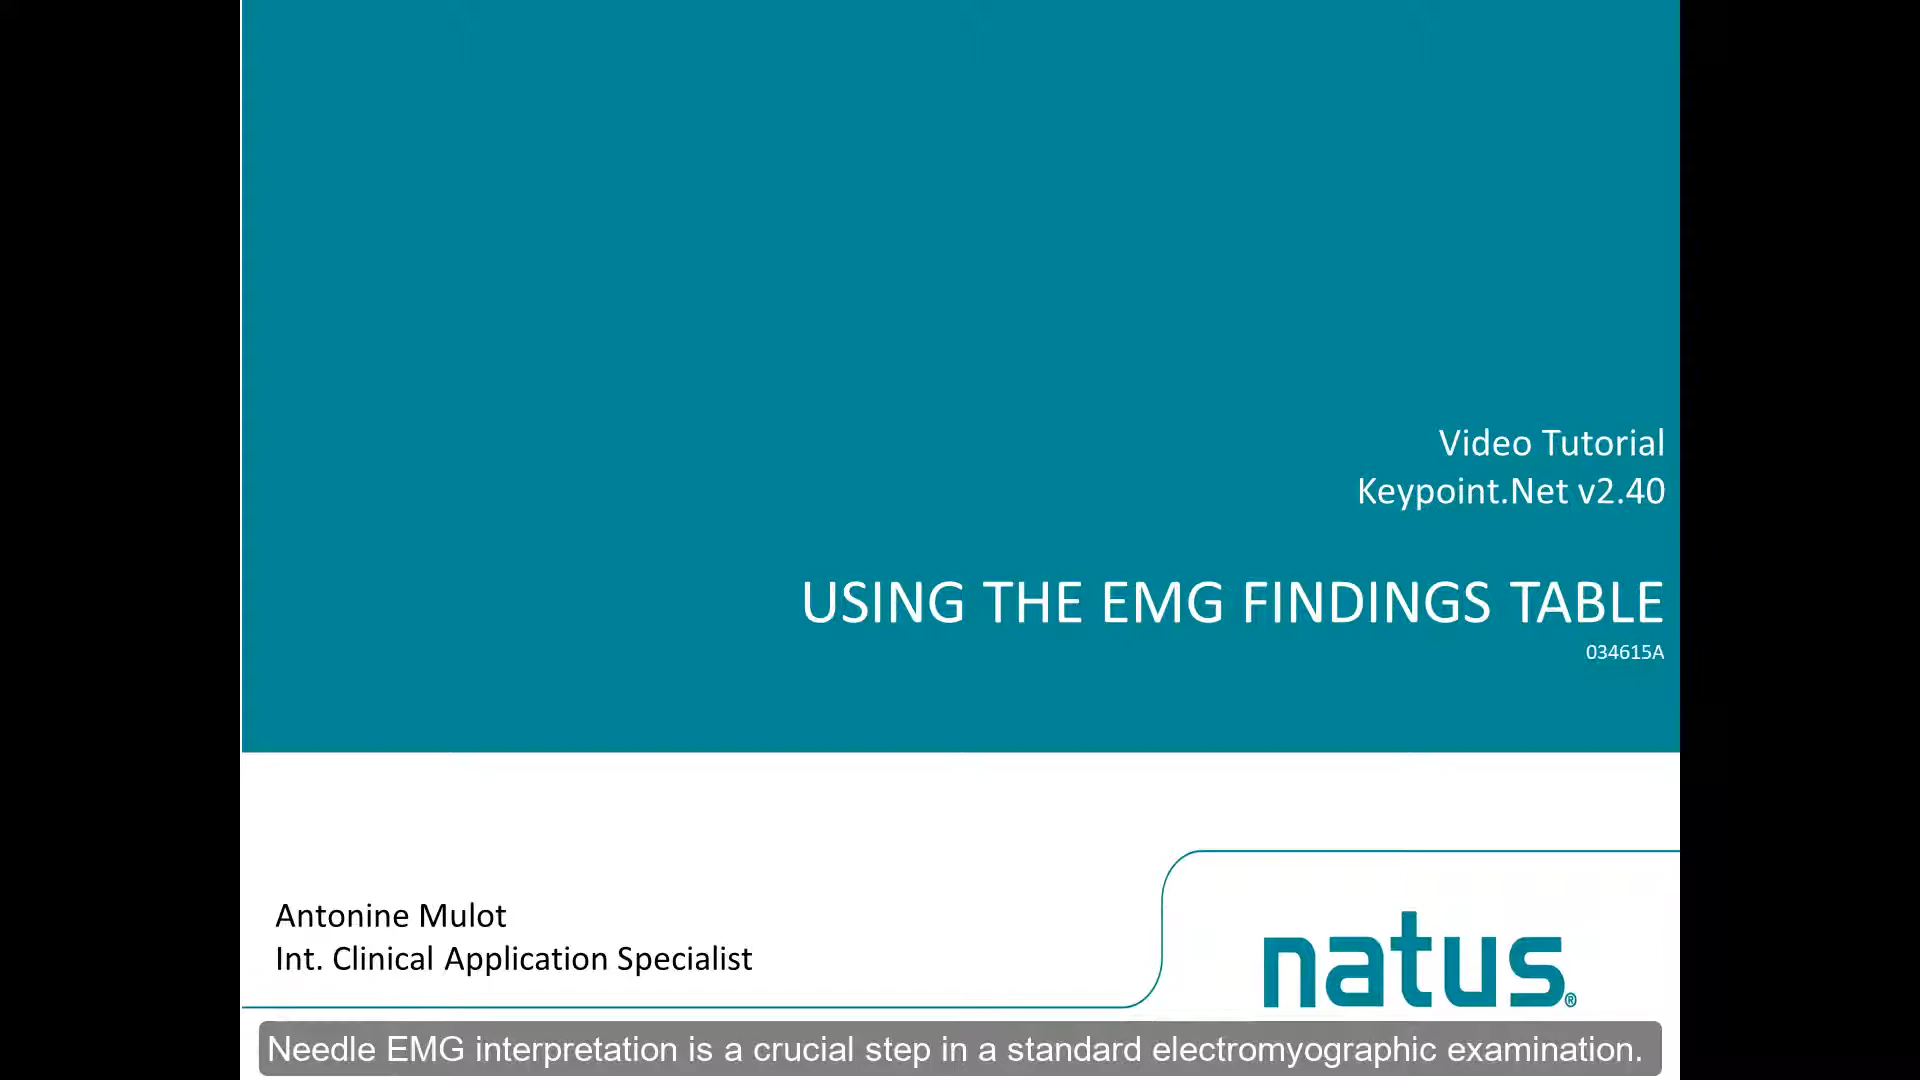 Video Tutorial
Keypoint.Net v2.40
USING THE EMG FINDINGS TABLE
034615A
Antonine Mulot
Int. Clinical Application Specialist
natus®
Needle EMG interpretation is a crucial step in a standard electromyographic examination.